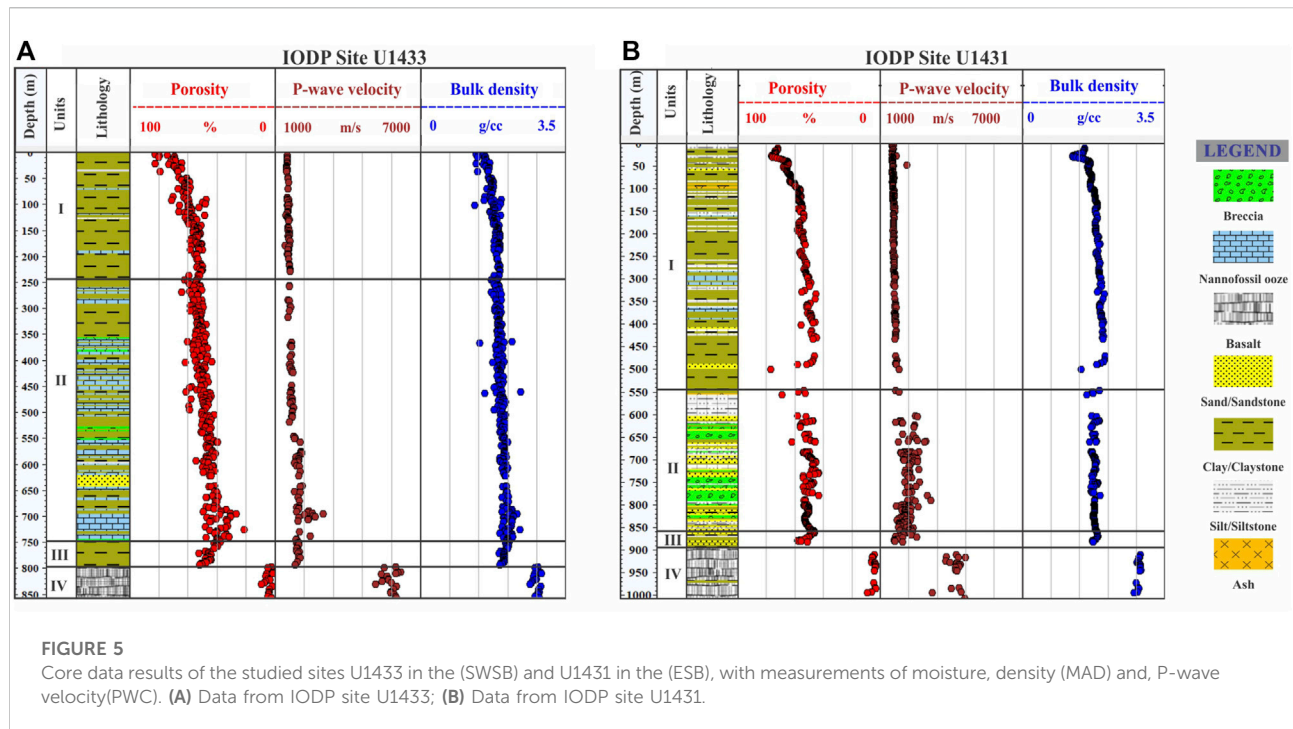 A
IODP Site U1433
Depth (m)
Units
Lithology
Porosity
P-wave velocity
Bulk density
100 % 0
1000 m/s 7000
0 g/cc 3.5
0
50
100
150
200
250
300
350
400
450
500
550
600
650
700
750
800
850
I
II
III
IV
B
IODP Site U1431
Depth (m)
Units
Lithology
Porosity
P-wave velocity
Bulk density
100 % 0
1000 m/s 7000
0 g/cc 3.5
0
50
100
150
200
250
300
350
400
450
500
550
600
650
700
750
800
850
900
950
1000
I
II
III
IV
LEGEND
Breccia
Nannofossil ooze
Basalt
Sand/Sandstone
Clay/Claystone
Silt/Siltstone
Ash
FIGURE 5
Core data results of the studied sites U1433 in the (SWSB) and U1431 in the (ESB), with measurements of moisture, density (MAD) and, P-wave
velocity(PWC). (A) Data from IODP site U1433; (B) Data from IODP site U1431.